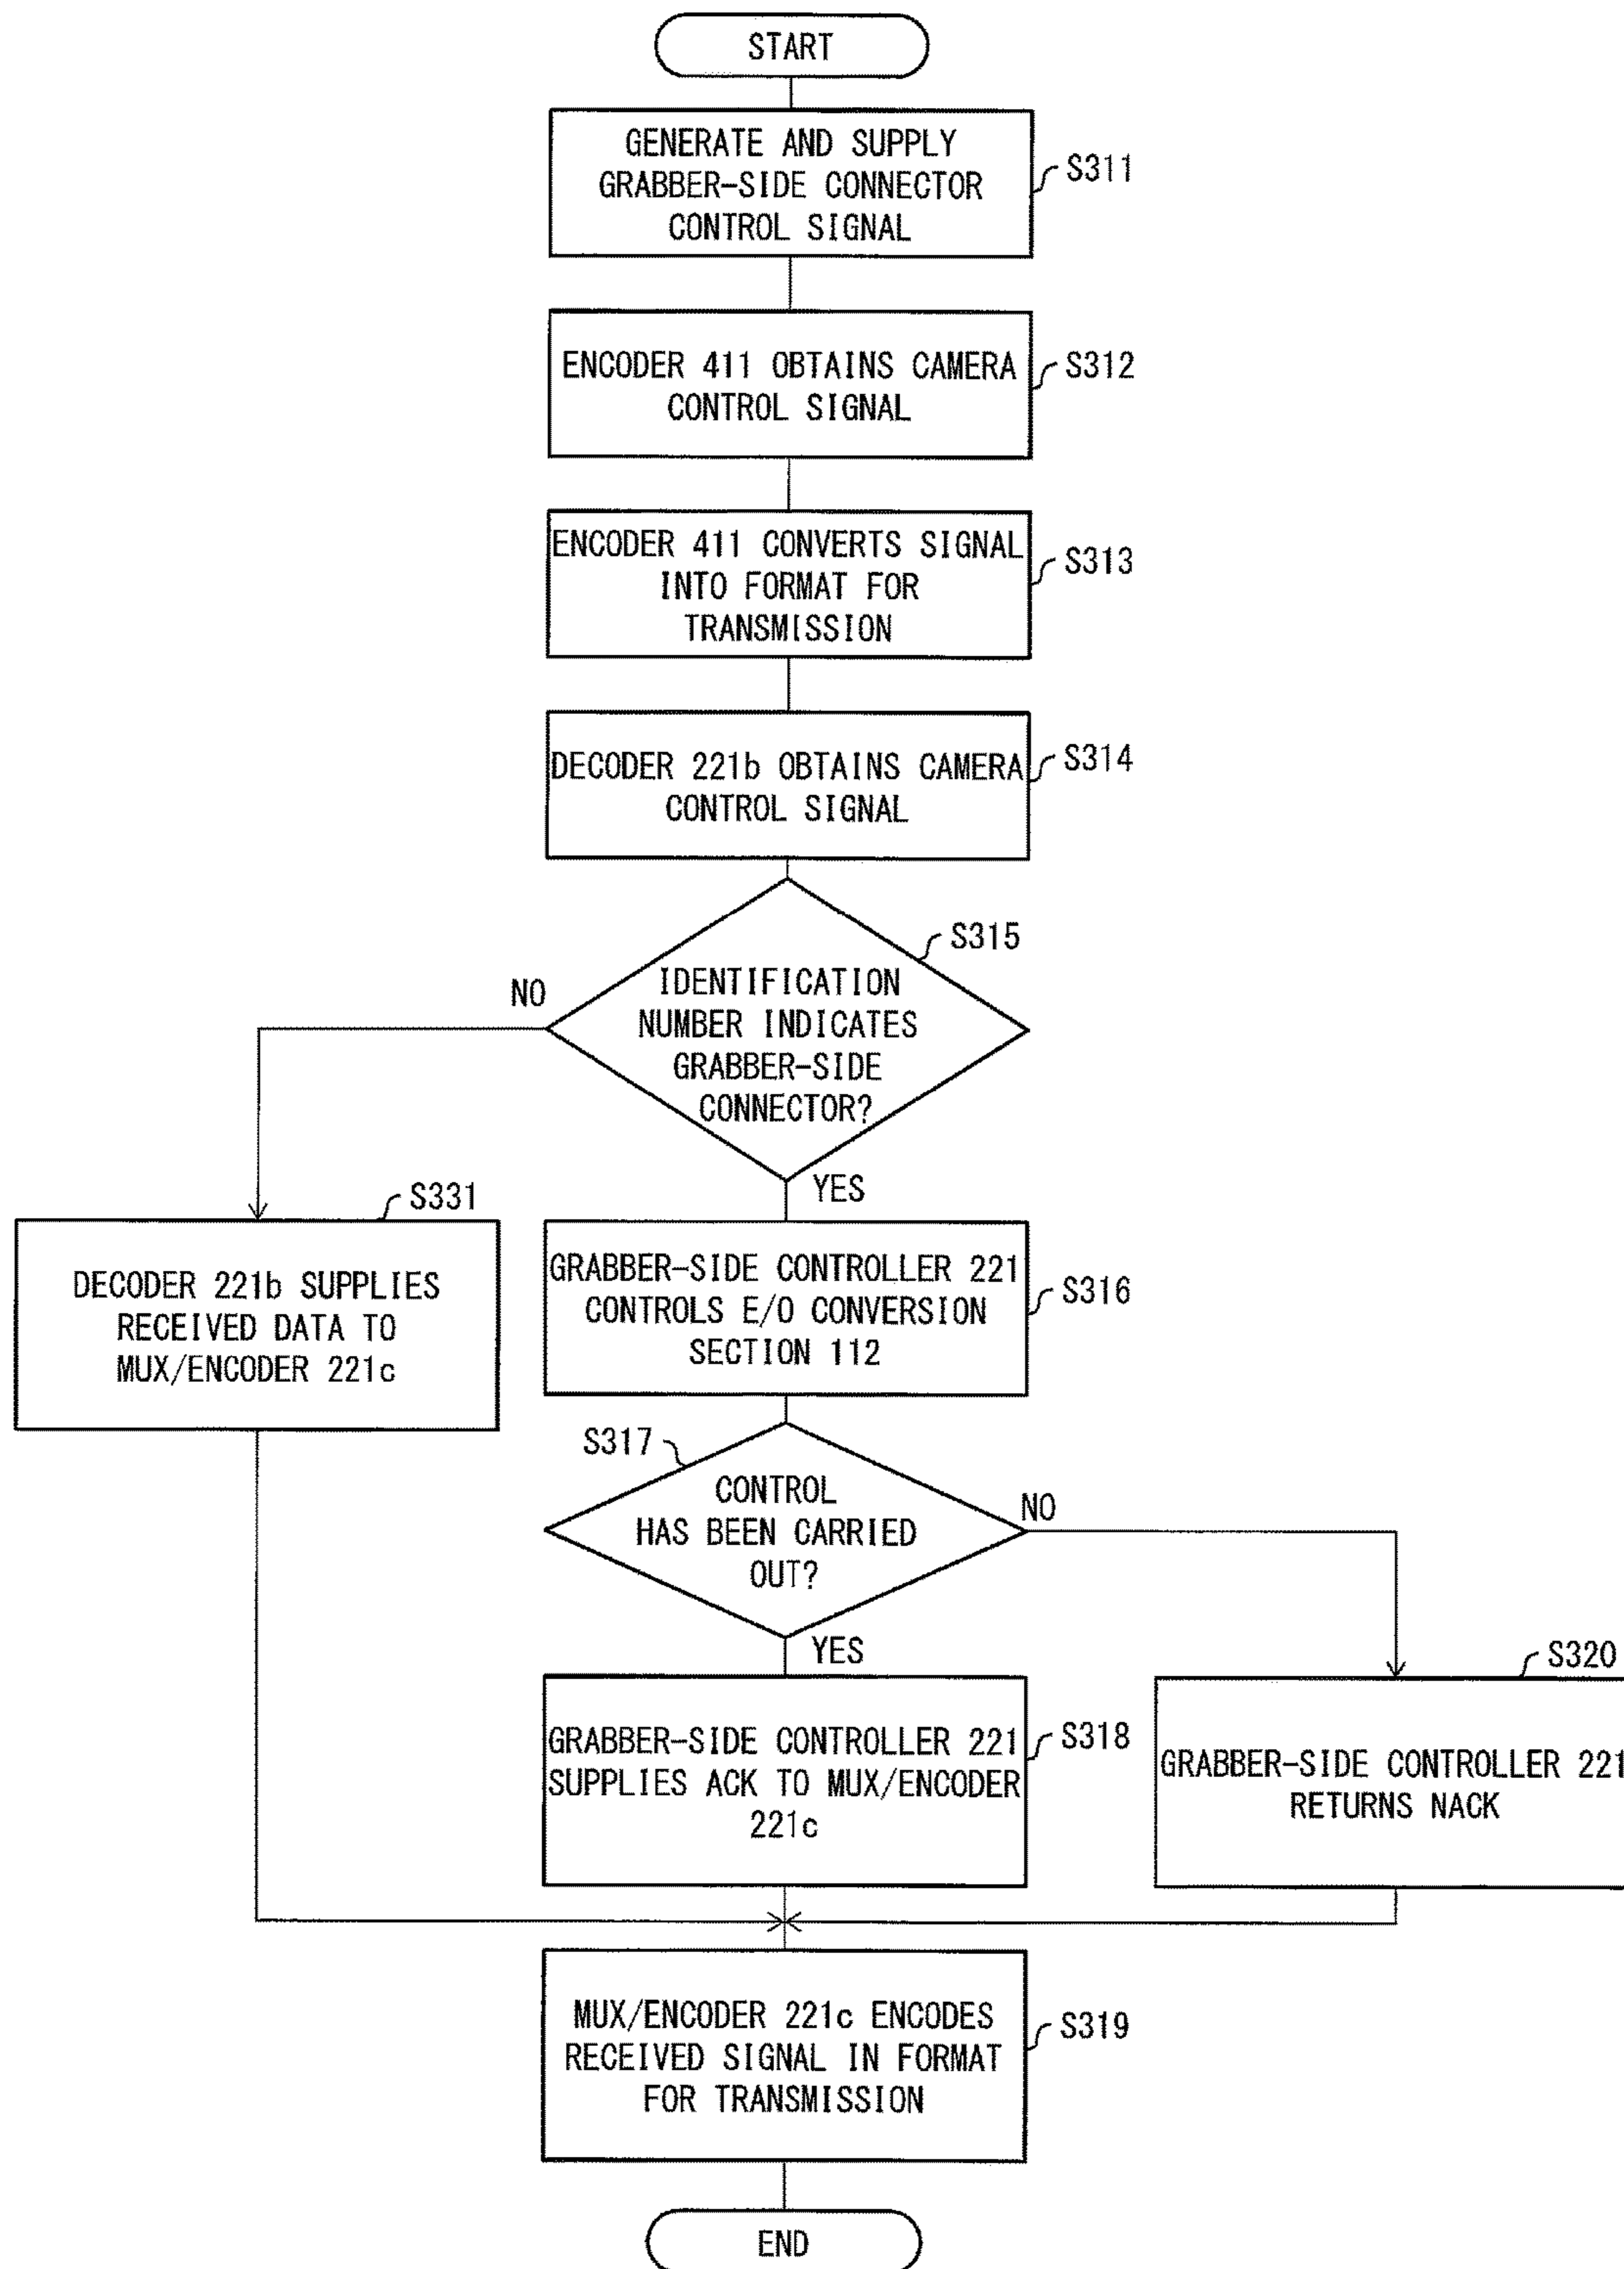 START
GENERATE AND SUPPLY
GRABBER-SIDE CONNECTOR
CONTROL SIGNAL
S311
ENCODER 411 OBTAINS CAMERA
CONTROL SIGNAL
S312
ENCODER 411 CONVERTS SIGNAL
INTO FORMAT FOR
TRANSMISSION
S313
DECODER 221b OBTAINS CAMERA
CONTROL SIGNAL
S314
S315
IDENTIFICATION
NUMBER INDICATES
GRABBER-SIDE
CONNECTOR?
NO
YES
S331
DECODER 221b SUPPLIES
RECEIVED DATA TO
MUX/ENCODER 221c
GRABBER-SIDE CONTROLLER 221
CONTROLS E/O CONVERSION
SECTION 112
S316
S317
CONTROL
HAS BEEN CARRIED
OUT?
NO
YES
GRABBER-SIDE CONTROLLER 221
SUPPLIES ACK TO MUX/ENCODER
221c
S318
S320
GRABBER-SIDE CONTROLLER 221
RETURNS NACK
MUX/ENCODER 221c ENCODES
RECEIVED SIGNAL IN FORMAT
FOR TRANSMISSION
S319
END